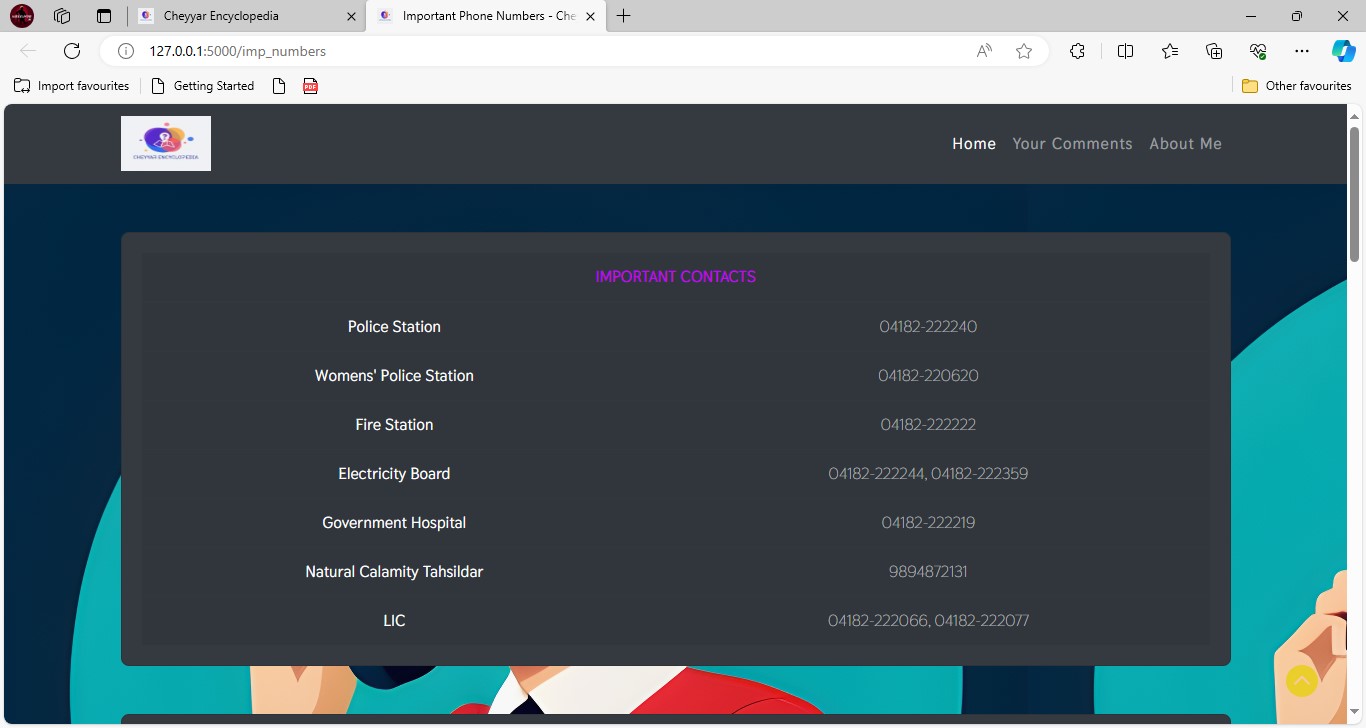 Cheyyar Encyclopedia
Important Phone Numbers - Che
127.0.0.1:5000/imp_numbers
Import favourites
Getting Started
PDF
Other favourites
CHEYYAR ENCYCLOPEDIA
Home Your Comments About Me
IMPORTANT CONTACTS
Police Station 04182-222240
Womens' Police Station 04182-220620
Fire Station 04182-222222
Electricity Board 04182-222244, 04182-222359
Government Hospital 04182-222219
Natural Calamity Tahsildar 9894872131
LIC 04182-222066, 04182-222077